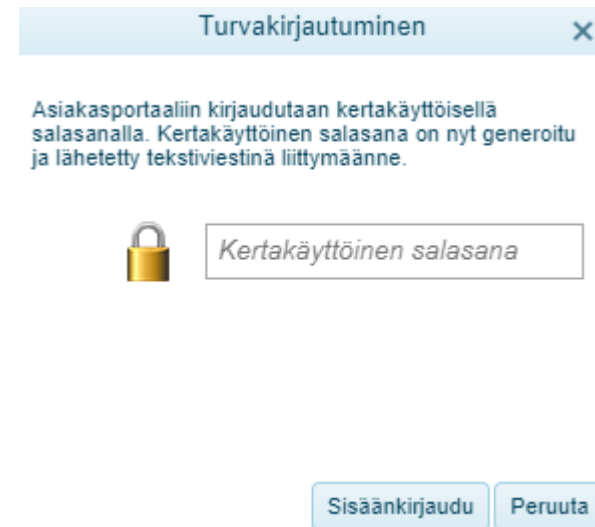 Turvakirjautuminen
Asiakasportaaliin kirjaudutaan kertakäyttöisellä
salasanalla. Kertakäyttöinen salasana on nyt generoitu
ja lähetetty tekstiviestinä liittymäänne.
Kertakäyttöinen salasana
Sisäänkirjaudu Peruuta